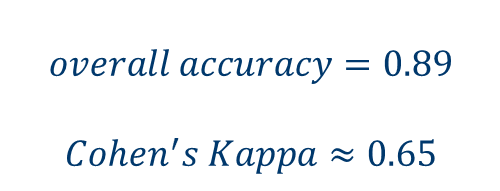 overall accuracy = 0.89
Cohen's Kappa ≈ 0.65